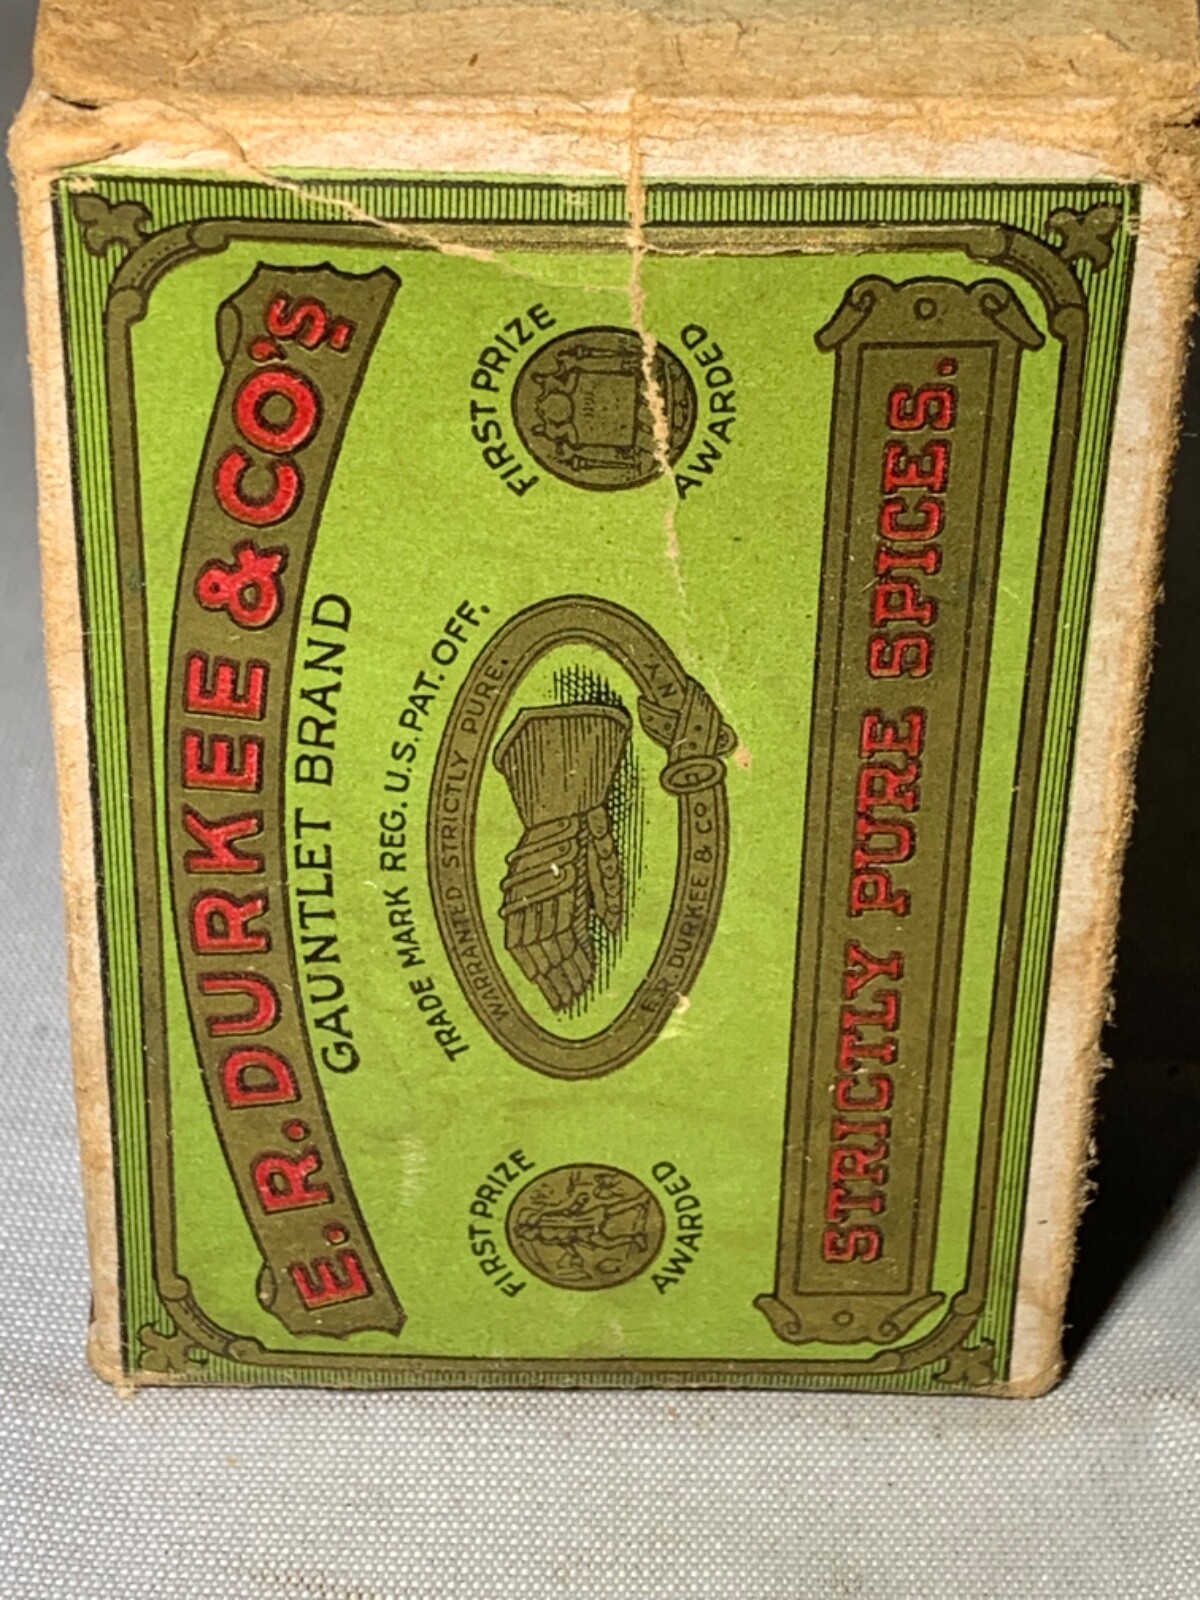 E.R. DURKEE & CO'S.
GAUNTLET BRAND
TRADE MARK REG. U.S. PAT. OFF.
FIRST PRIZE
AWARDED
WARRANTED STRICTLY PURE.
E.R. DURKEE & CO
N.Y.
FIRST PRIZE
AWARDED
STRICTLY PURE SPICES.